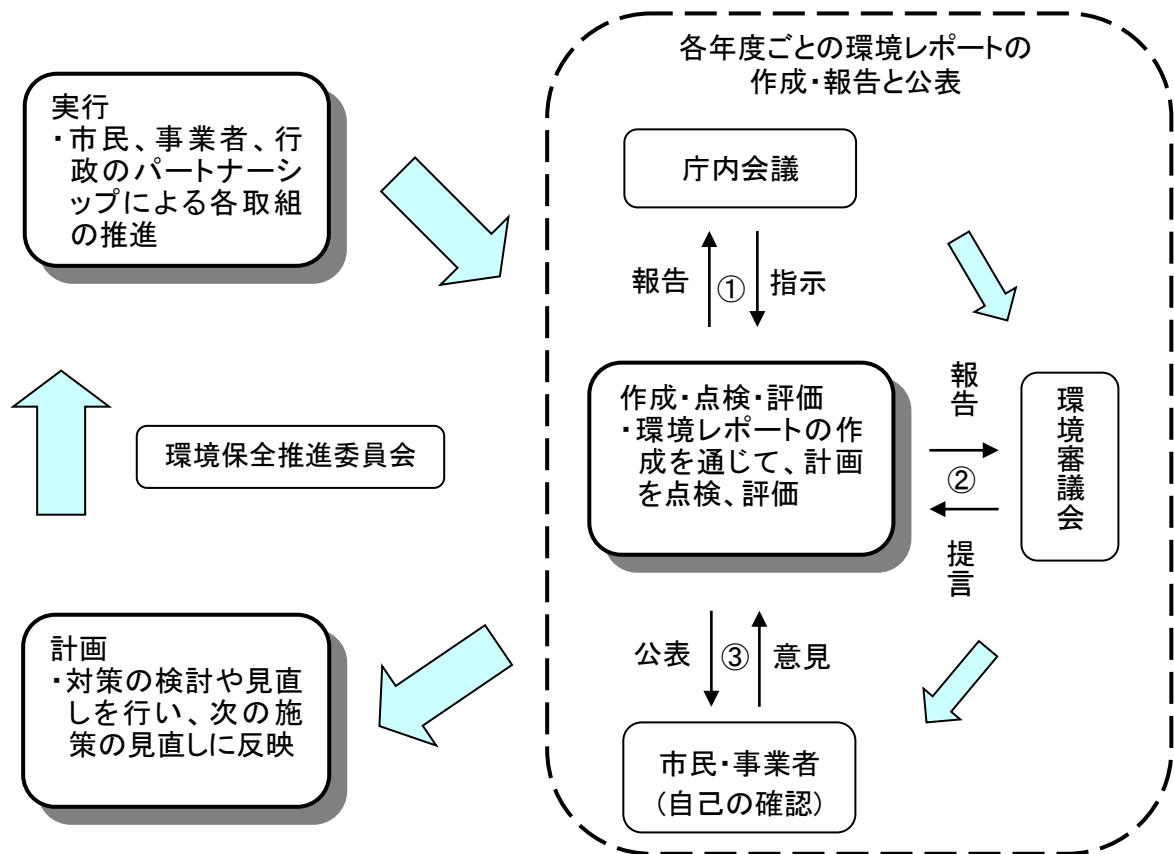 実行
・市民、事業者、行
政のパートナーシ
ップによる各取組
の推進
環境保全推進委員会
計画
・対策の検討や見直
しを行い、次の施
策の見直しに反映
各年度ごとの環境レポートの
作成・報告と公表
庁内会議
報告
①
指示
作成・点検・評価
・環境レポートの作
成を通じて、計画
を点検、評価
報告
②
提言
環境審議会
公表
③
意見
市民・事業者
(自己の確認)